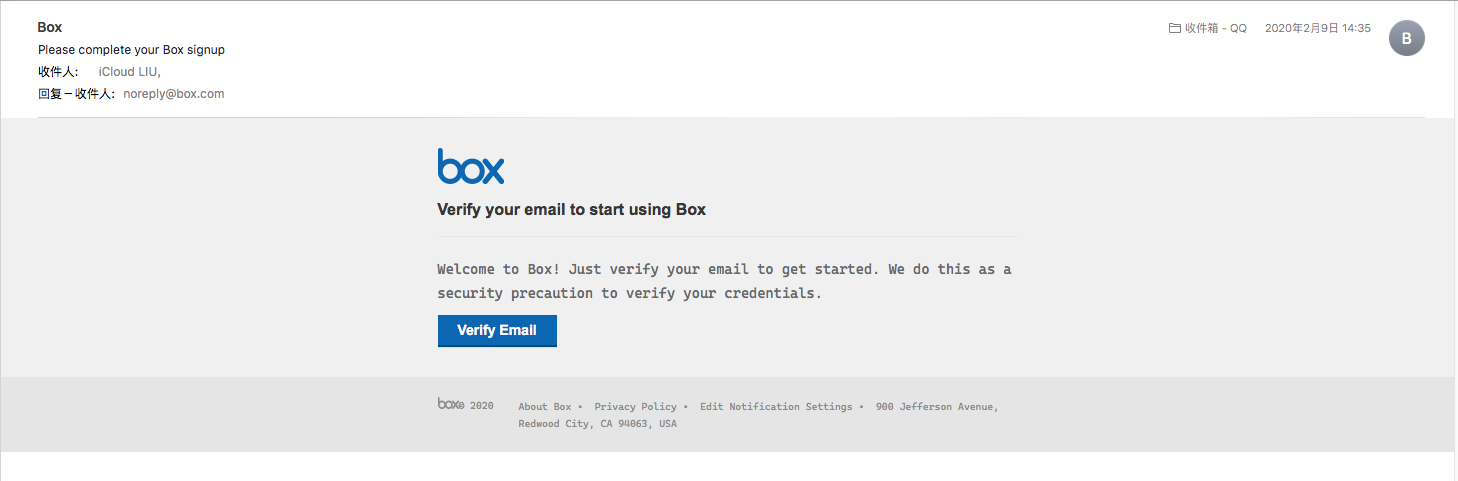 Box
收件箱 - QQ
2020年2月9日 14:35
B
Please complete your Box signup
收件人: iCloud LIU,
回复－收件人: noreply@box.com
box
Verify your email to start using Box
Welcome to Box! Just verify your email to get started. We do this as a
security precaution to verify your credentials.
Verify Email
box© 2020
About Box • Privacy Policy • Edit Notification Settings • 900 Jefferson Avenue,
Redwood City, CA 94063, USA